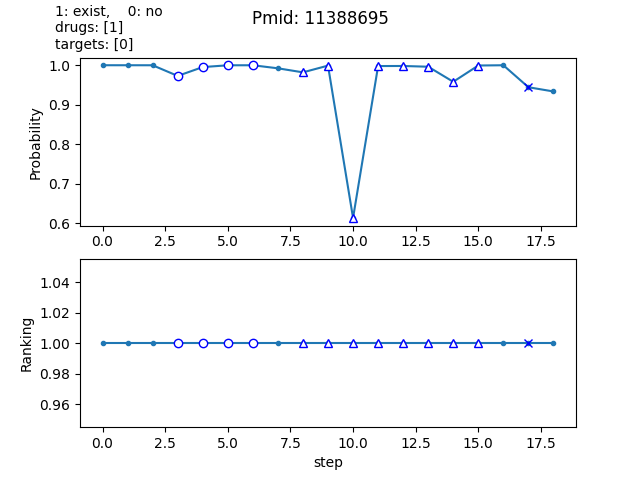 1: exist,    0: no
Pmid: 11388695
drugs: [1]
targets: [0]
1.0
0.9
0.8
0.7
0.6
Probability
0.0 2.5 5.0 7.5 10.0 12.5 15.0 17.5
1.04
1.02
1.00
0.98
0.96
Ranking
0.0 2.5 5.0 7.5 10.0 12.5 15.0 17.5
step